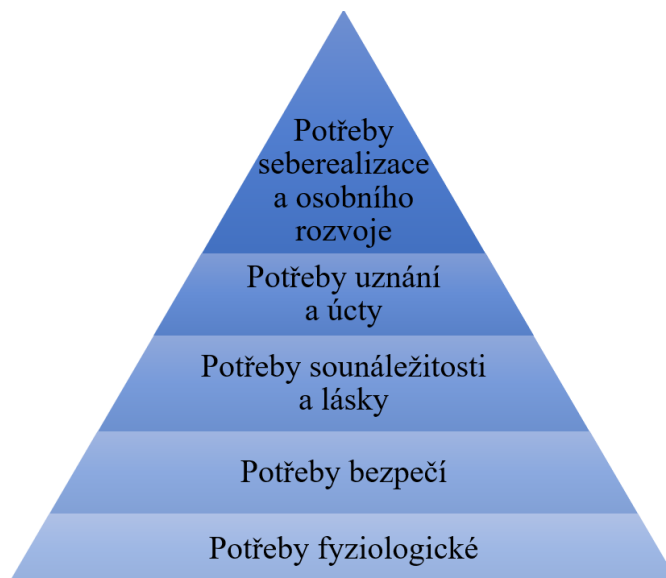 Potřeby
seberealizace
a osobního
rozvoje
Potřeby uznání
a úcty
Potřeby sounáležitosti
a lásky
Potřeby bezpečí
Potřeby fyziologické